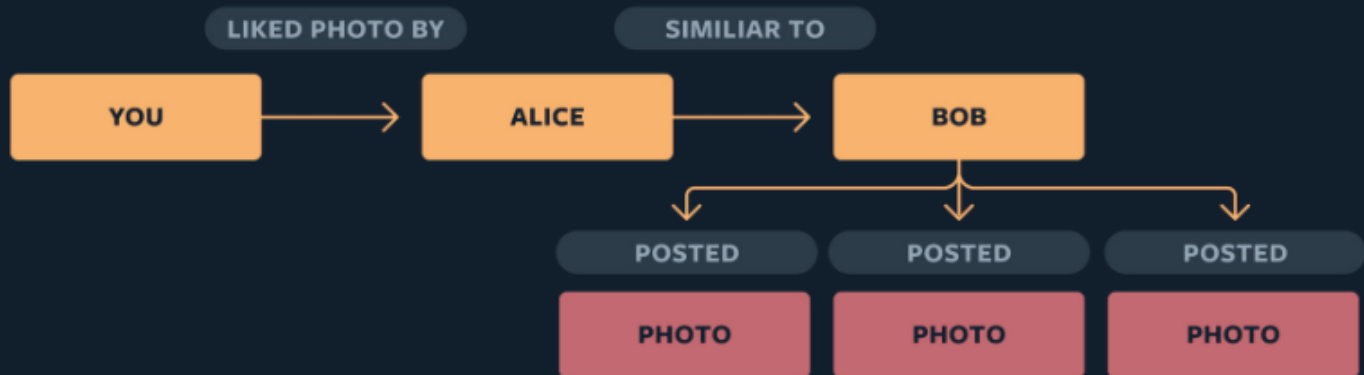 LIKED PHOTO BY
SIMILIAR TO
YOU
ALICE
BOB
POSTED
POSTED
POSTED
PHOTO
PHOTO
PHOTO